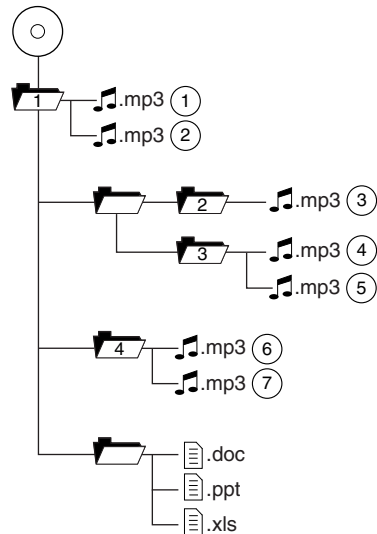 1 .mp3 1
.mp3 2
2 .mp3 3
3 .mp3 4
.mp3 5
4 .mp3 6
.mp3 7
.doc
.ppt
.xls